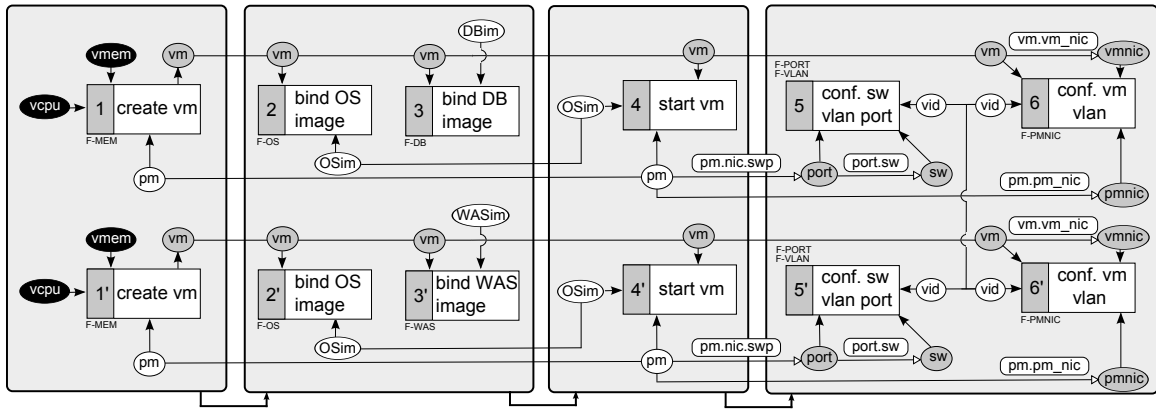 DBim
vm.vm_nic
vmem vm vm vm vm vm vmnic
F-PORT
F-VLAN
vcpu 1 create vm
2 bind OS
image
3 bind DB
image
OSim 4 start vm
5 conf. sw
vlan port
vid vid
6 conf. vm
vlan
F-MEM F-OS F-DB F-PMNIC
pm OSim pm pm.nic.swp port port.sw sw
pm.pm_nic pmnic
WASim
vm.vm_nic
vmem vm vm vm vm vm vmnic
F-PORT
F-VLAN
vcpu 1' create vm
2' bind OS
image
3' bind WAS
image
OSim 4' start vm
5' conf. sw
vlan port
vid vid
6' conf. vm
vlan
F-MEM F-OS F-WAS F-PMNIC
pm OSim pm pm.nic.swp port port.sw sw
pm.pm_nic pmnic